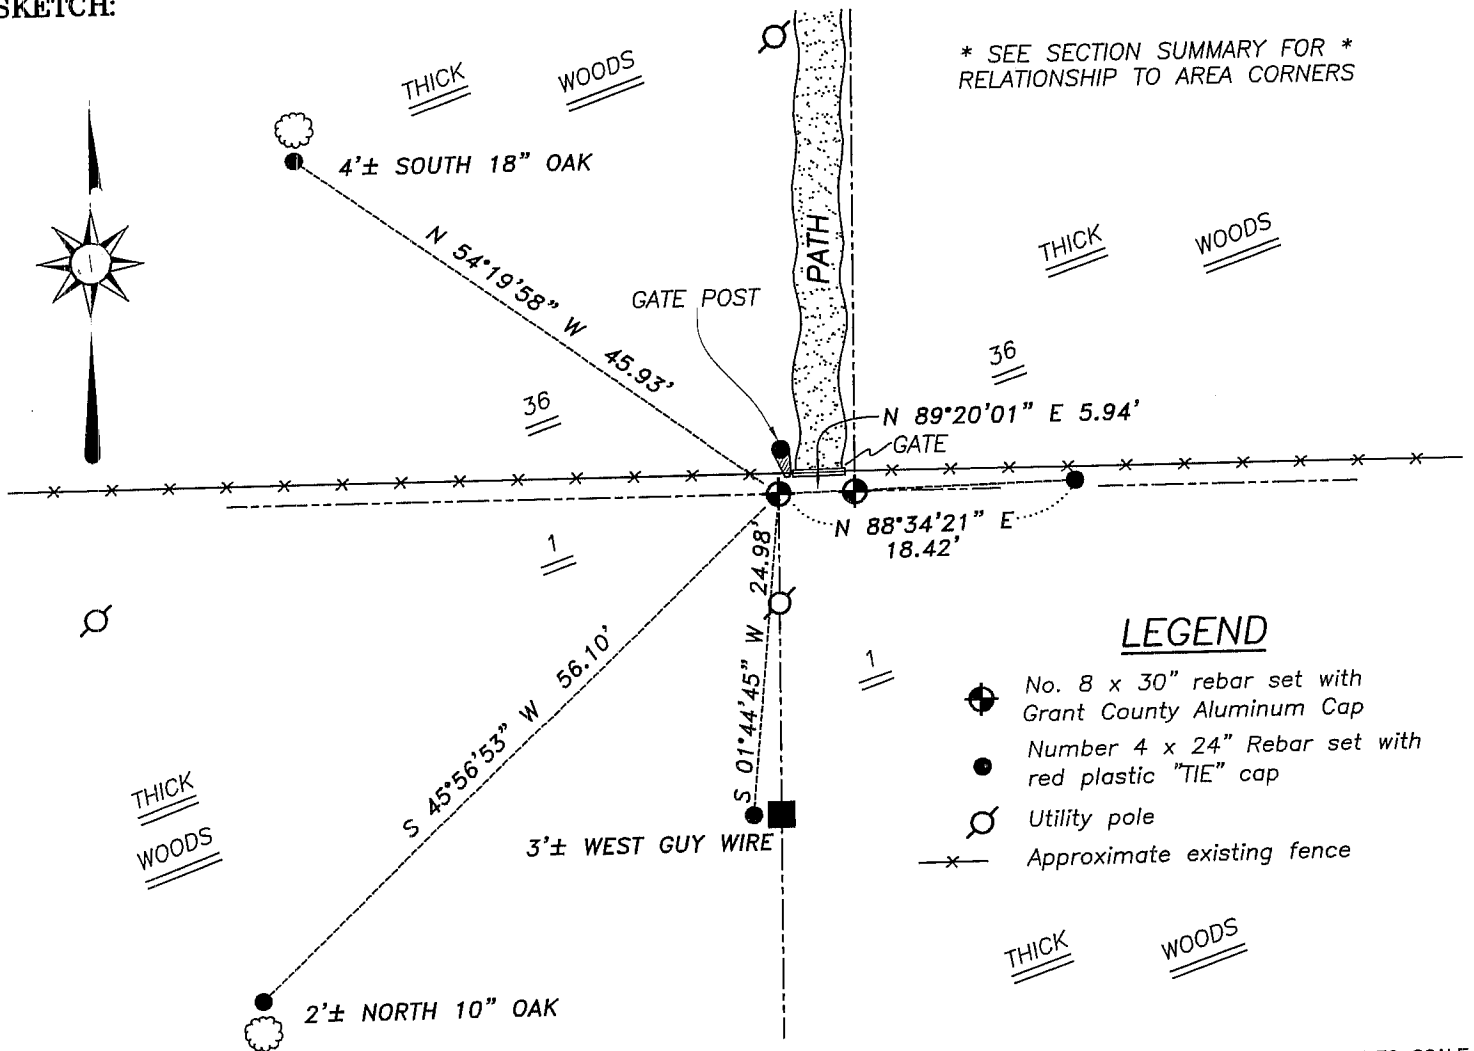 SKETCH:
* SEE SECTION SUMMARY FOR *
RELATIONSHIP TO AREA CORNERS
THICK WOODS
4'± SOUTH 18" OAK
N 54°19'58" W 45.93'
GATE POST
PATH
THICK WOODS
36
36
N 89°20'01" E 5.94'
GATE
N 88°34'21" E
18.42'
1
1
S 01°44'45" W 24.98'
S 45°56'53" W 56.10'
3'± WEST GUY WIRE
THICK
WOODS
2'± NORTH 10" OAK
LEGEND
No. 8 x 30" rebar set with
Grant County Aluminum Cap
Number 4 x 24" Rebar set with
red plastic "TIE" cap
Utility pole
Approximate existing fence
THICK WOODS